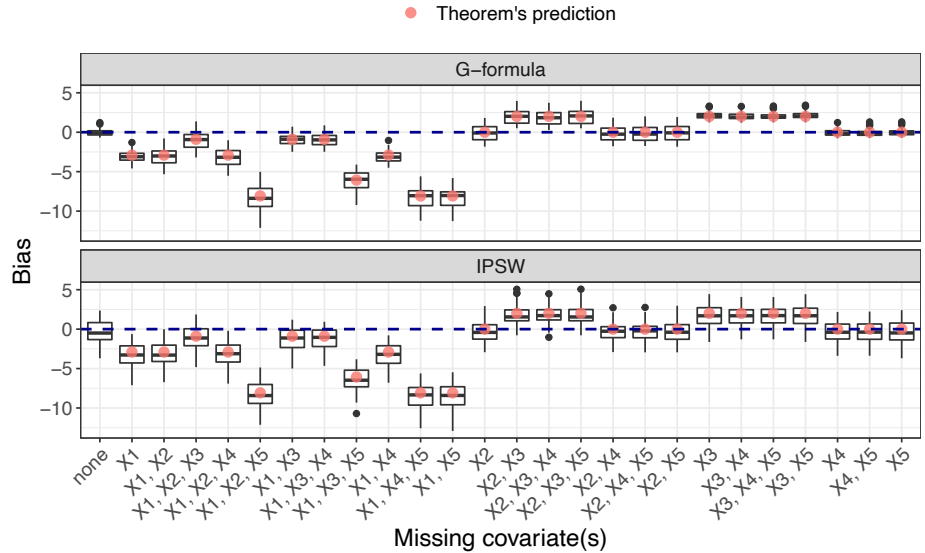 Theorem's prediction
G−formula
5
0
−5
−10
IPSW
5
0
−5
−10
Bias
none
X1
X1, X2
X1, X2, X3
X1, X2, X4
X1, X2, X5
X1, X3
X1, X3, X4
X1, X3, X5
X1, X4
X1, X4, X5
X1, X5
X2
X2, X3
X2, X3, X4
X2, X3, X5
X2, X4
X2, X4, X5
X2, X5
X3
X3, X4
X3, X4, X5
X3, X5
X4
X4, X5
X5
Missing covariate(s)